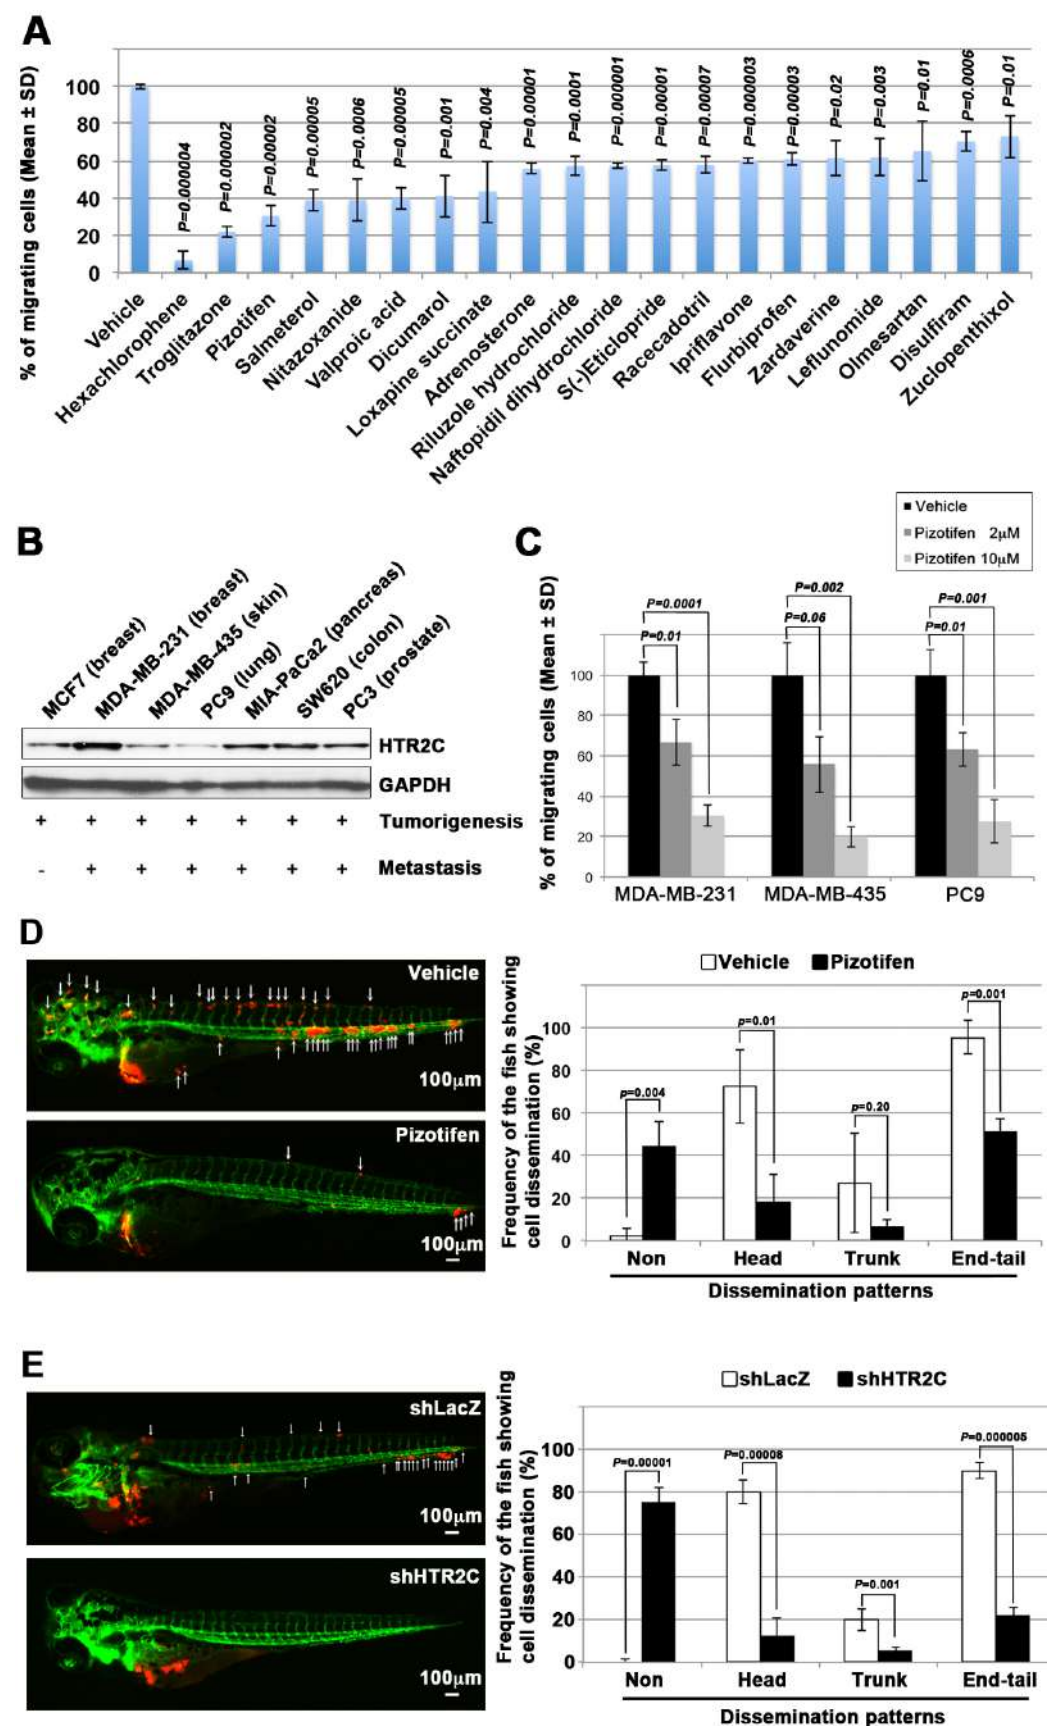 A
% of migrating cells (Mean ± SD)
100
80
60
40
20
0
P=0.000004
P=0.000002
P=0.00002
P=0.00005
P=0.0006
P=0.00005
P=0.001
P=0.004
P=0.00001
P=0.0001
P=0.0000001
P=0.00001
P=0.00007
P=0.000003
P=0.00003
P=0.02
P=0.003
P=0.01
P=0.0006
P=0.01
Vehicle
Hexachlorophene
Troglitazone
Pizotifen
Salmeterol
Nitazoxanide
Valproic acid
Dicumarol
Loxapine succinate
Adrenosterone
Riluzole hydrochloride
Naftopidil dihydrochloride
S(-)Eticlopride
Racecadotril
Ipriflavone
Flurbiprofen
Zardaverine
Leflunomide
Olmesartan
Disulfiram
Zuclopenthixol
B
MCF7 (breast)
MDA-MB-231 (breast)
MDA-MB-435 (skin)
PC9 (lung)
MIA-PaCa2 (pancreas)
SW620 (colon)
PC3 (prostate)
HTR2C
GAPDH
+ + + + + + + Tumorigenesis
- + + + + + + Metastasis
C
Vehicle
Pizotifen 2μM
Pizotifen 10μM
% of migrating cells (Mean ± SD)
100
80
60
40
20
0
P=0.0001
P=0.01
P=0.002
P=0.06
P=0.001
P=0.01
MDA-MB-231 MDA-MB-435 PC9
D
Vehicle
100μm
Pizotifen
100μm
Vehicle Pizotifen
Frequency of the fish showing
cell dissemination (%)
100
80
60
40
20
0
p=0.004
p=0.01
p=0.20
p=0.001
Non Head Trunk End-tail
Dissemination patterns
E
shLacZ
100μm
shHTR2C
100μm
shLacZ shHTR2C
Frequency of the fish showing
cell dissemination (%)
100
80
60
40
20
0
P=0.00001
P=0.00008
P=0.001
P=0.000005
Non Head Trunk End-tail
Dissemination patterns